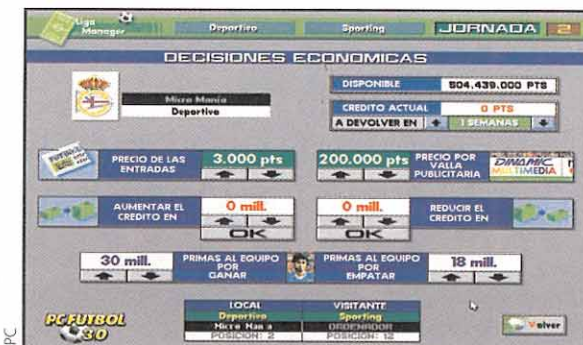 Liga Manager
Deportivo
Sporting
JORNADA 2
DECISIONES ECONOMICAS
Micro Mania
Deportivo
DISPONIBLE 504.439.000 PTS
CREDITO ACTUAL 0 PTS
A DEVOLVER EN 1 SEMANAS
FUTBOL
PRECIO DE LAS ENTRADAS
3.000 pts
200.000 pts
PRECIO POR VALLA PUBLICITARIA
DINAMIC MULTIMEDIA
AUMENTAR EL CREDITO EN
0 mill.
OK
0 mill.
OK
REDUCIR EL CREDITO EN
30 mill.
PRIMAS AL EQUIPO POR GANAR
PRIMAS AL EQUIPO POR EMPATAR
18 mill.
PC FUTBOL 3.0
LOCAL
Deportivo
Micro Mania
POSICION: 2
VISITANTE
Sporting
ORDENADOR
POSICION: 12
Volver
PC